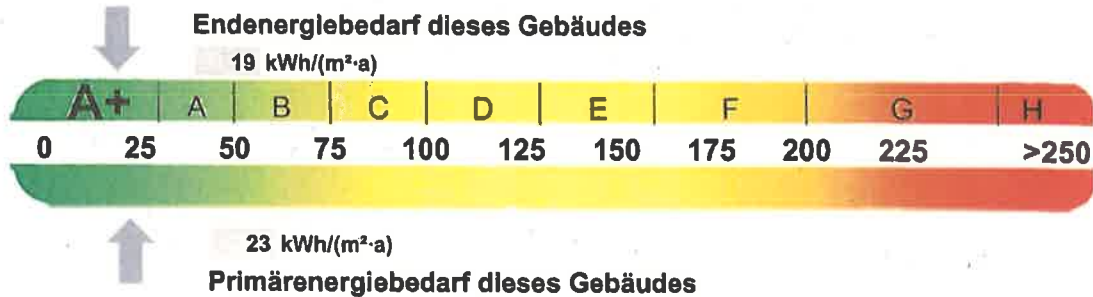 Endenergiebedarf dieses Gebäudes
19 kWh/(m²·a)
A+ A B C D E F G H
0 25 50 75 100 125 150 175 200 225 >250
23 kWh/(m²·a)
Primärenergiebedarf dieses Gebäudes